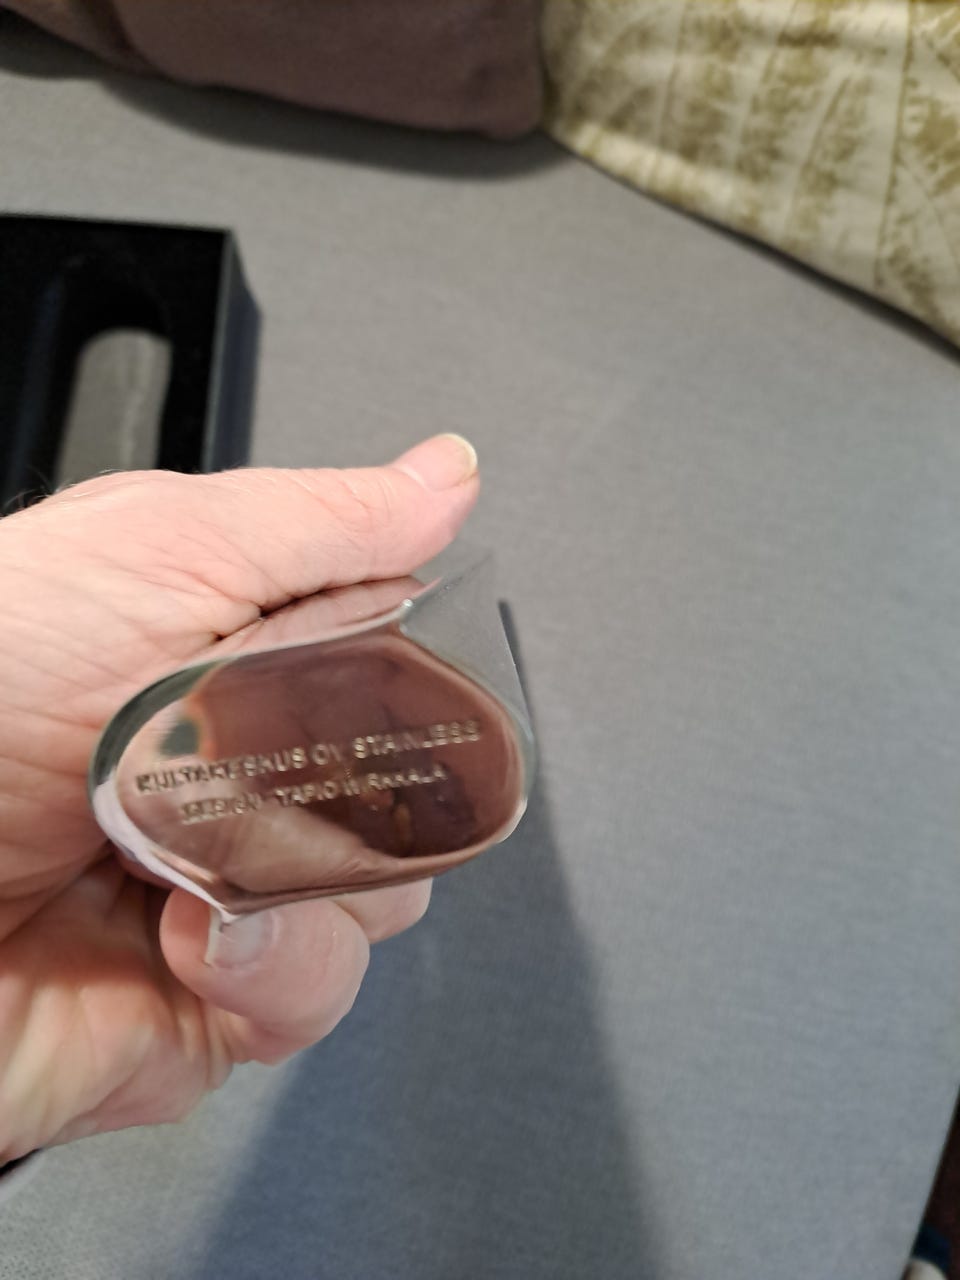 KULTAKESKUS OY STAINLESS
DESIGN TAPIO WIRKKALA